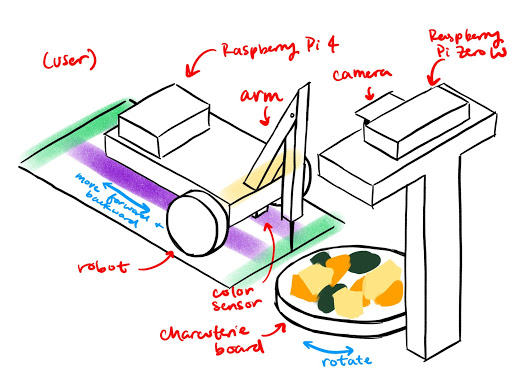 (user)
Raspberry Pi 4
arm
camera
Raspberry
Pi Zero W
move forward +
backward
robot
color
sensor
charcuterie
board
rotate